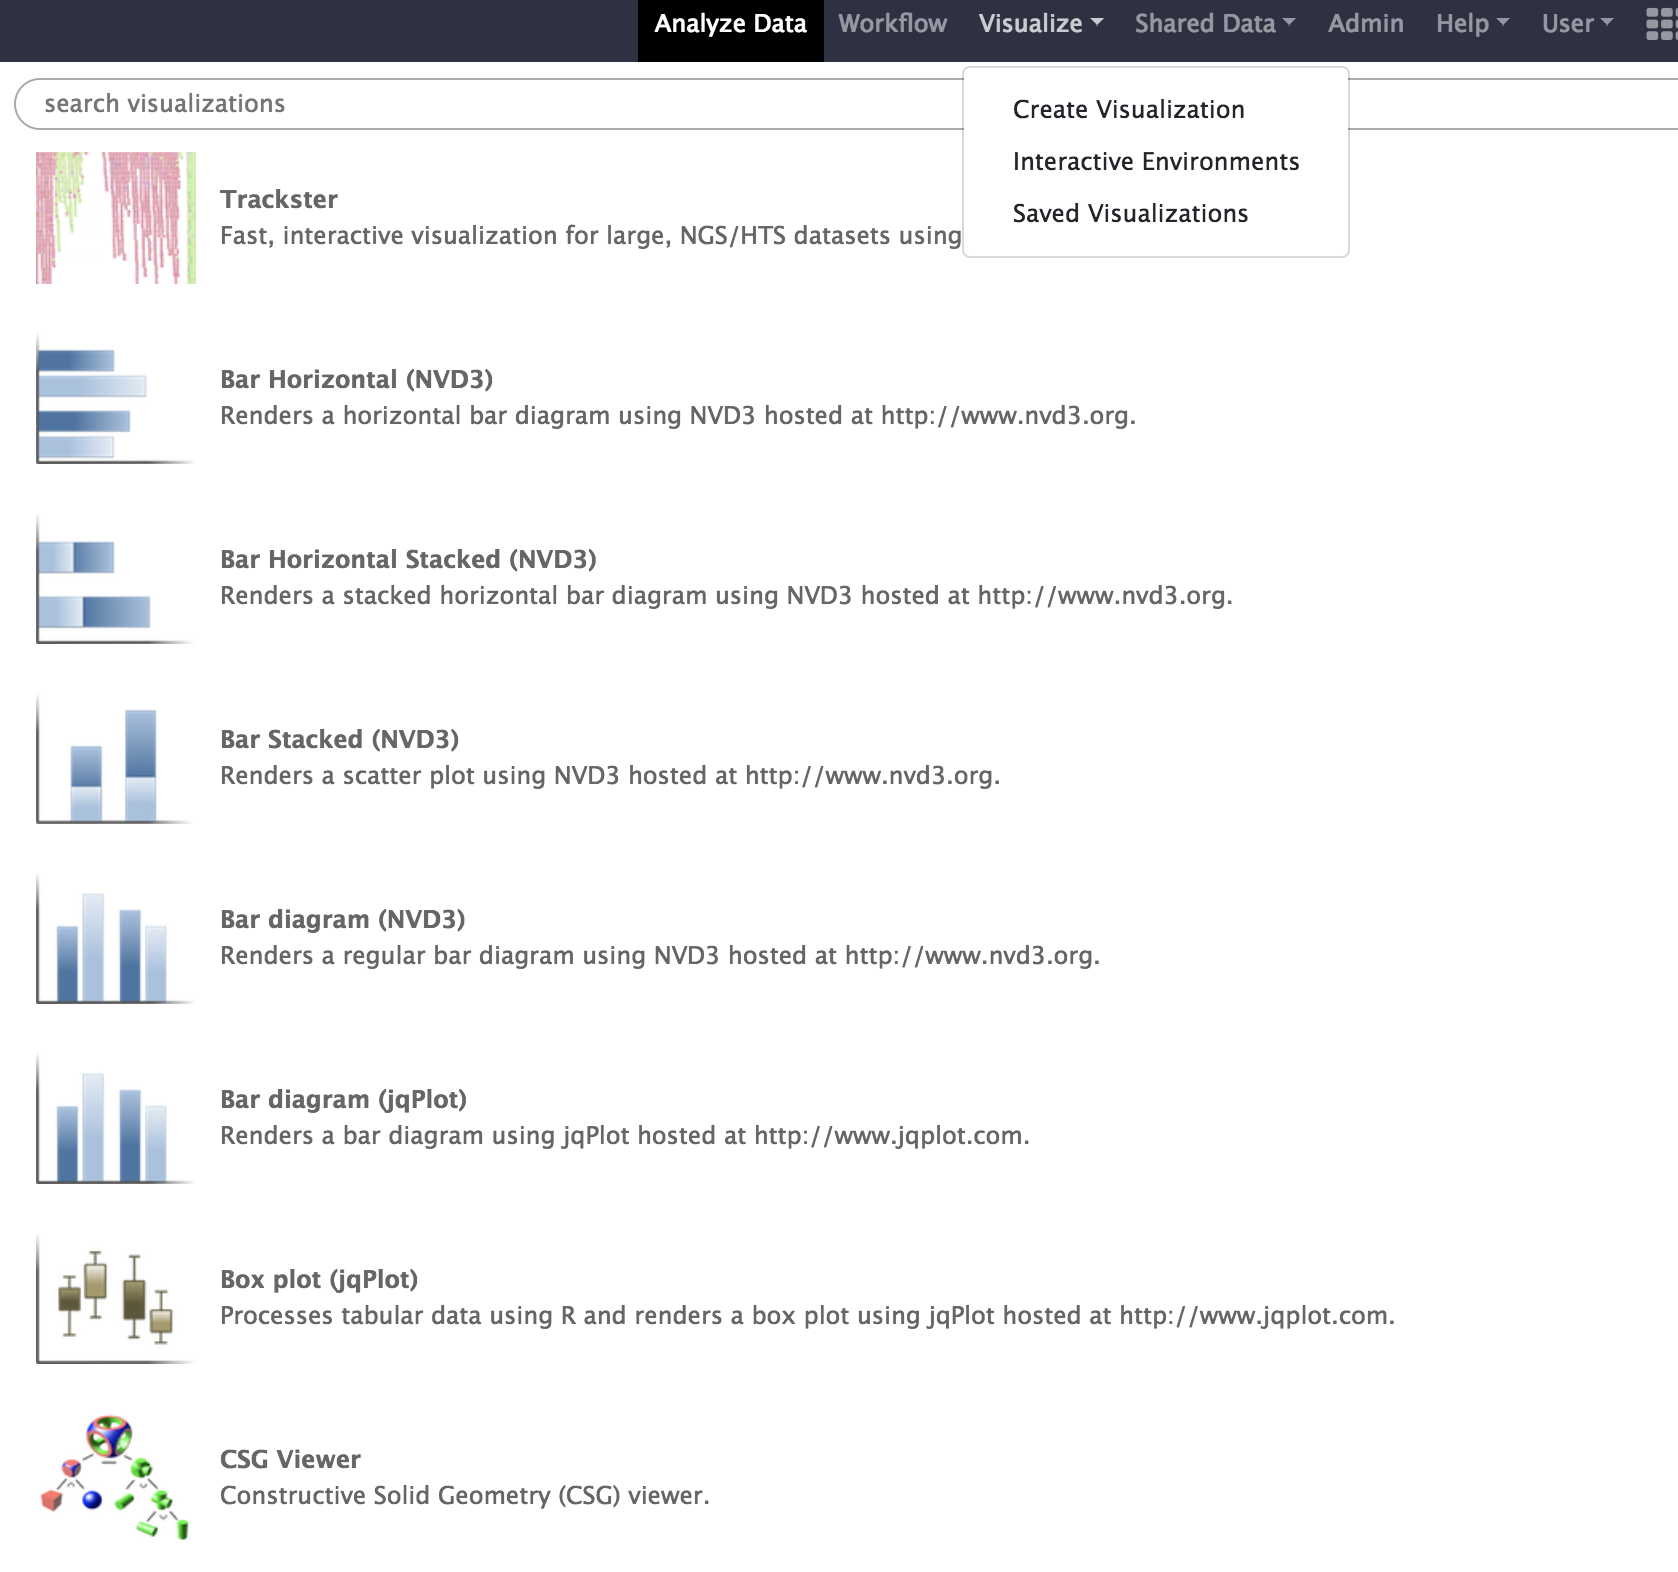 Analyze Data Workflow Visualize Shared Data Admin Help User
search visualizations
Create Visualization
Interactive Environments
Saved Visualizations
Trackster
Fast, interactive visualization for large, NGS/HTS datasets using
Bar Horizontal (NVD3)
Renders a horizontal bar diagram using NVD3 hosted at http://www.nvd3.org.
Bar Horizontal Stacked (NVD3)
Renders a stacked horizontal bar diagram using NVD3 hosted at http://www.nvd3.org.
Bar Stacked (NVD3)
Renders a scatter plot using NVD3 hosted at http://www.nvd3.org.
Bar diagram (NVD3)
Renders a regular bar diagram using NVD3 hosted at http://www.nvd3.org.
Bar diagram (jqPlot)
Renders a bar diagram using jqPlot hosted at http://www.jqplot.com.
Box plot (jqPlot)
Processes tabular data using R and renders a box plot using jqPlot hosted at http://www.jqplot.com.
CSG Viewer
Constructive Solid Geometry (CSG) viewer.